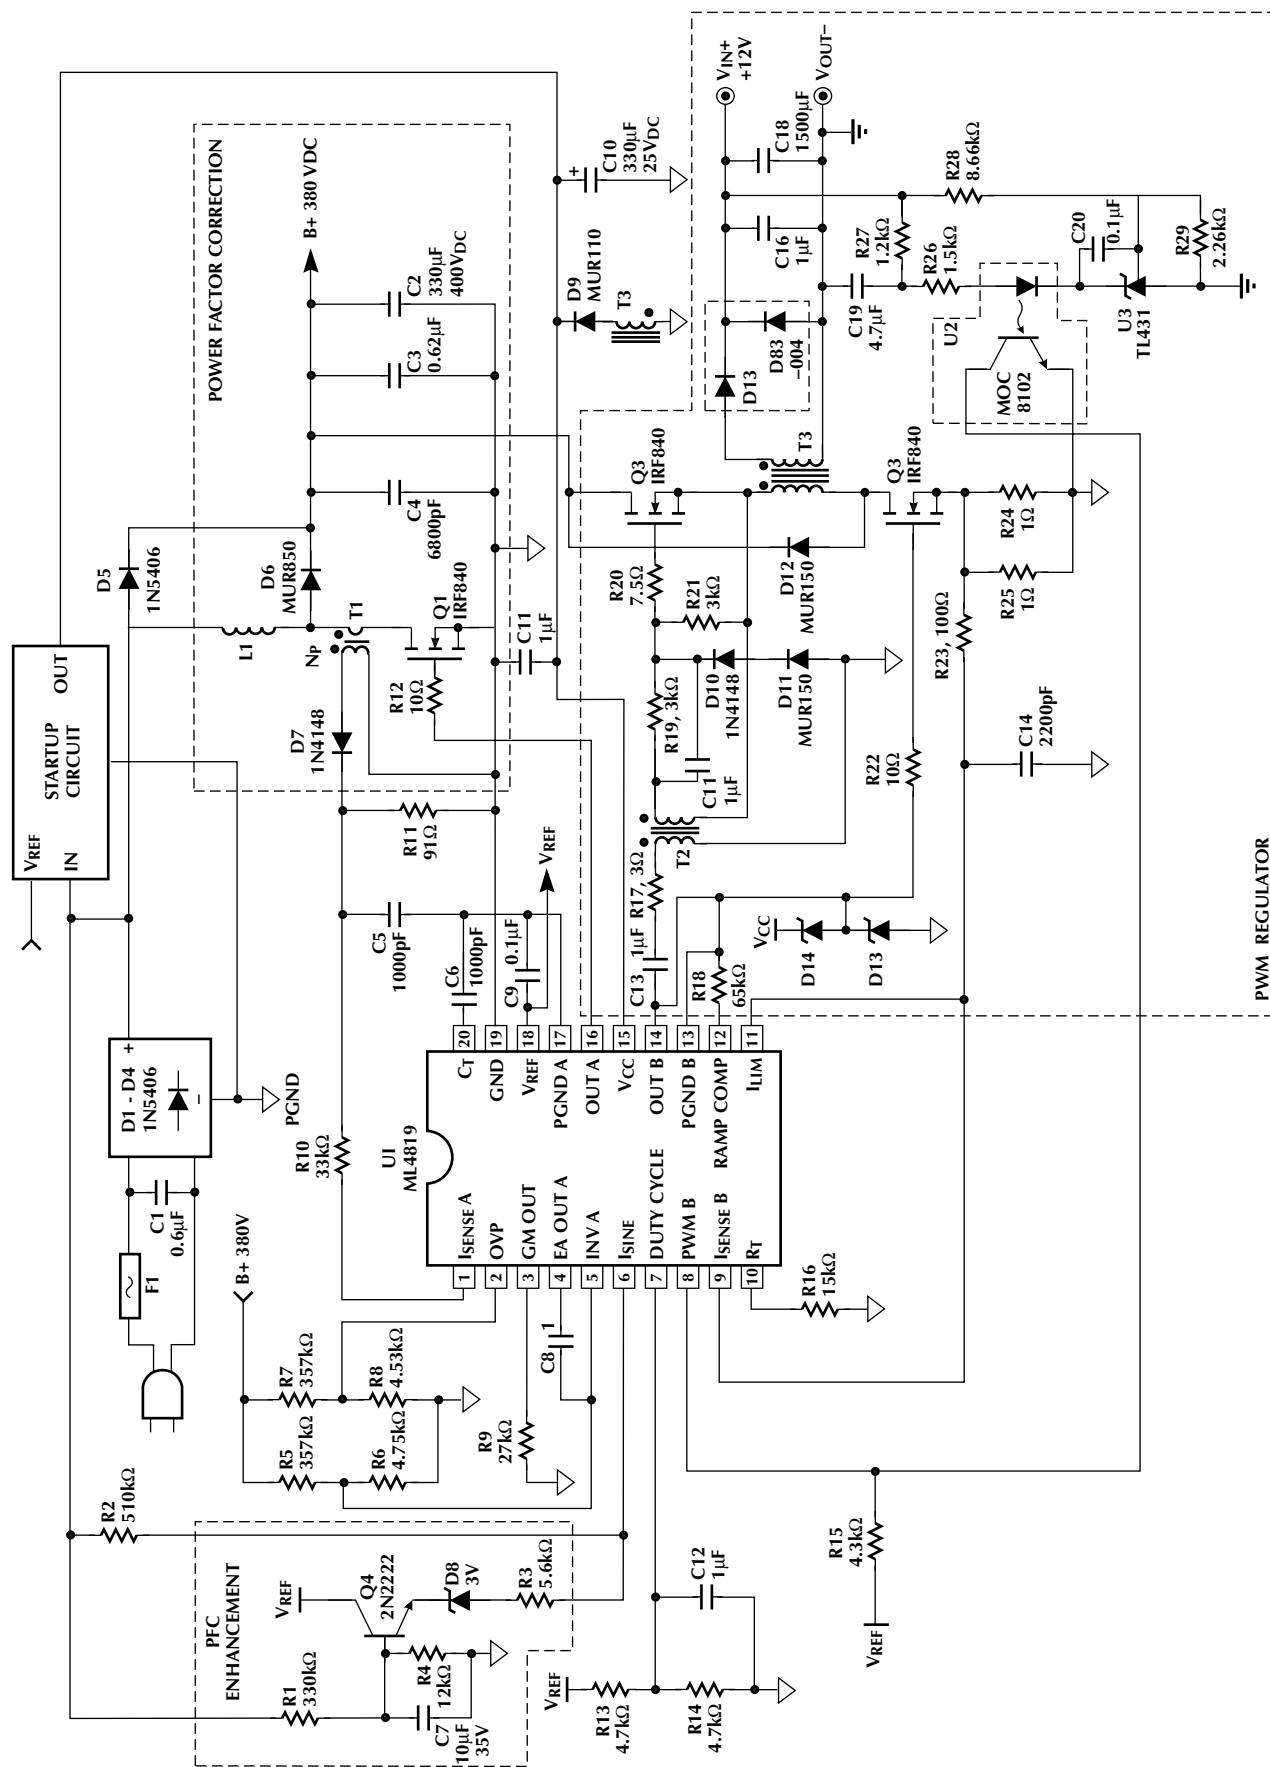 STARTUP
CIRCUIT
VREF
IN
OUT
D1 - D4
1N5406
+
–
PGND
F1
C1
0.6µF
B+ 380V
R7
357kΩ
R8
4.53kΩ
R5
357kΩ
R6
4.75kΩ
R2
510kΩ
PFC
ENHANCEMENT
VREF
Q4
2N2222
D8
3V
R3
5.6kΩ
R1
330kΩ
R4
12kΩ
C7
10µF
35V
R9
27kΩ
C8
1
R10
33kΩ
VREF
R13
4.7kΩ
R14
4.7kΩ
C12
1µF
R15
4.3kΩ
VREF
R16
15kΩ
UI
ML4819
1
ISENSE A
2
OVP
3
GM OUT
4
EA OUT A
5
INV A
6
ISINE
7
DUTY CYCLE
8
PWM B
9
ISENSE B
10
RT
20
CT
19
GND
18
VREF
17
PGND A
16
OUT A
15
VCC
14
OUT B
13
PGND B
12
RAMP COMP
11
ILIM
POWER FACTOR CORRECTION
D5
1N5406
B+ 380 VDC
L1
D6
MUR850
C4
6800pF
C3
0.62µF
C2
330µF
400VDC
NP
T1
Q1
IRF840
R12
10Ω
D7
1N4148
R11
91Ω
C5
1000pF
C6
1000pF
C9
0.1µF
VREF
C11
1µF
C10
330µF
25VDC
+
D9
MUR110
T3
PWM REGULATOR
C13
1µF
R17, 3Ω
T2
R18
65kΩ
VCC
D14
D13
R19, 3kΩ
C11
1µF
D10
1N4148
D11
MUR150
R20
7.5Ω
R21
3kΩ
D12
MUR150
Q3
IRF840
T3
Q3
IRF840
R22
10Ω
R23, 100Ω
R24
1Ω
R25
1Ω
C14
2200pF
D13
D83
–004
C16
1µF
C18
1500µF
VIN+
+12V
VOUT–
C19
4.7µF
R27
1.2kΩ
R26
1.5kΩ
R28
8.66kΩ
U2
MOC
8102
C20
0.1µF
U3
TL431
R29
2.26kΩ